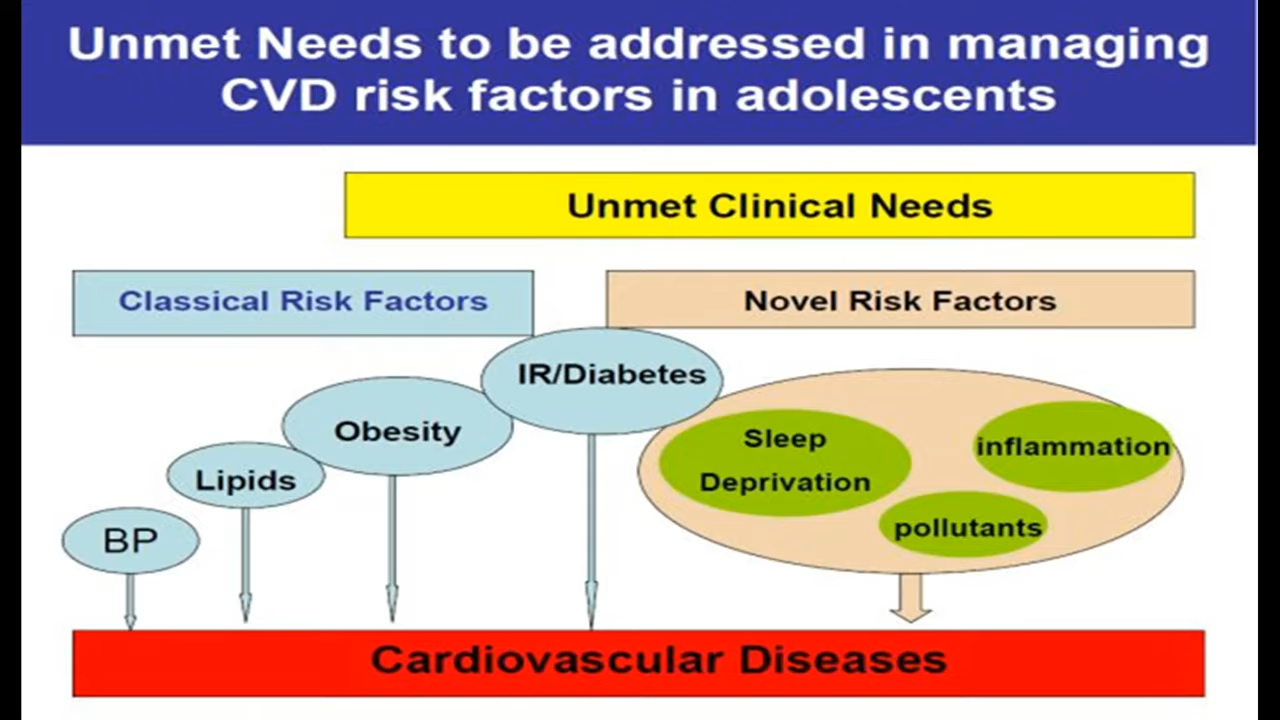 Unmet Needs to be addressed in managing
CVD risk factors in adolescents
Unmet Clinical Needs
Classical Risk Factors
Novel Risk Factors
IR/Diabetes
Obesity
Lipids
BP
Sleep
Deprivation
inflammation
pollutants
Cardiovascular Diseases